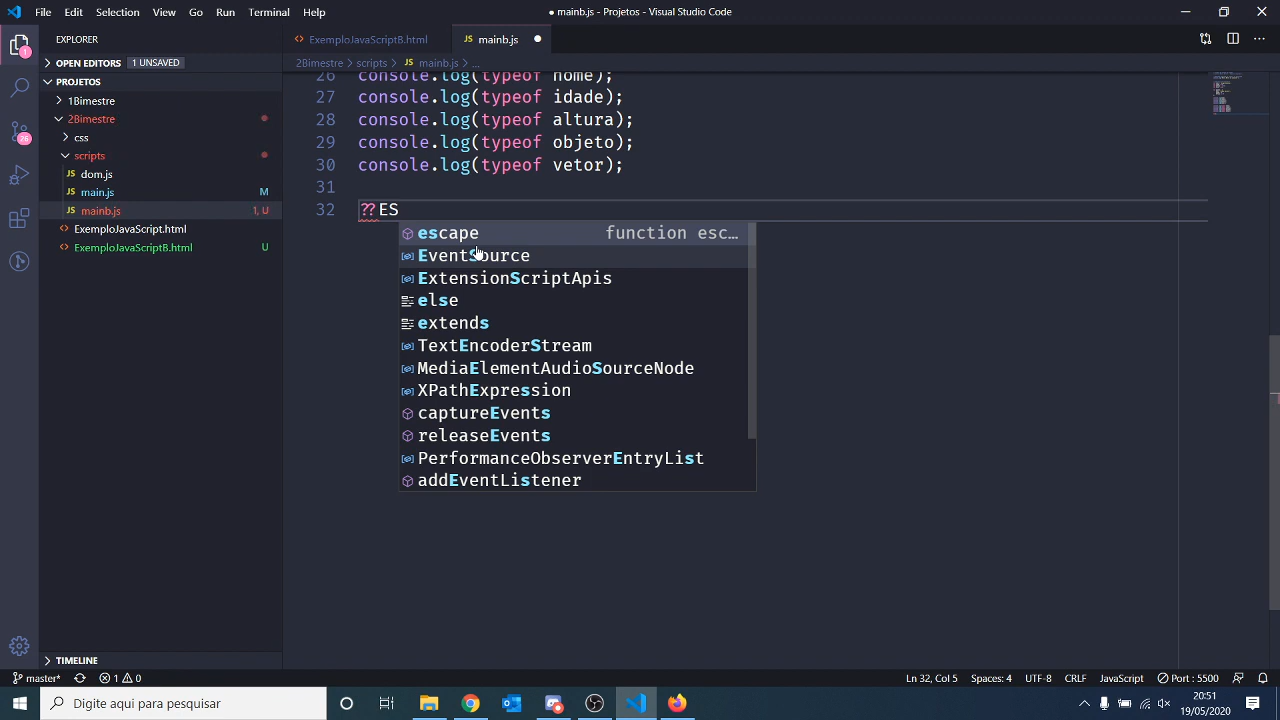 File Edit Selection View Go Run Terminal Help
● mainb.js - Projetos - Visual Studio Code
1
26
26
EXPLORER
OPEN EDITORS 1 UNSAVED
PROJETOS
1Bimestre
2Bimestre
css
scripts
JS dom.js
JS main.js M
JS mainb.js 1, U
ExemploJavaScript.html
ExemploJavaScriptB.html U
TIMELINE
ExemploJavaScriptB.html JS mainb.js
2Bimestre > scripts > JS mainb.js > ...
console.log(typeof nome);
27 console.log(typeof idade);
28 console.log(typeof altura);
29 console.log(typeof objeto);
30 console.log(typeof vetor);
31
32 ??ES
escape function esc…
EventSource
ExtensionScriptApis
else
extends
TextEncoderStream
MediaElementAudioSourceNode
XPathExpression
captureEvents
releaseEvents
PerformanceObserverEntryList
addEventListener
master* 1 0 Ln 32, Col 5 Spaces: 4 UTF-8 CRLF JavaScript Port : 5500
Digite aqui para pesquisar
20:51
19/05/2020